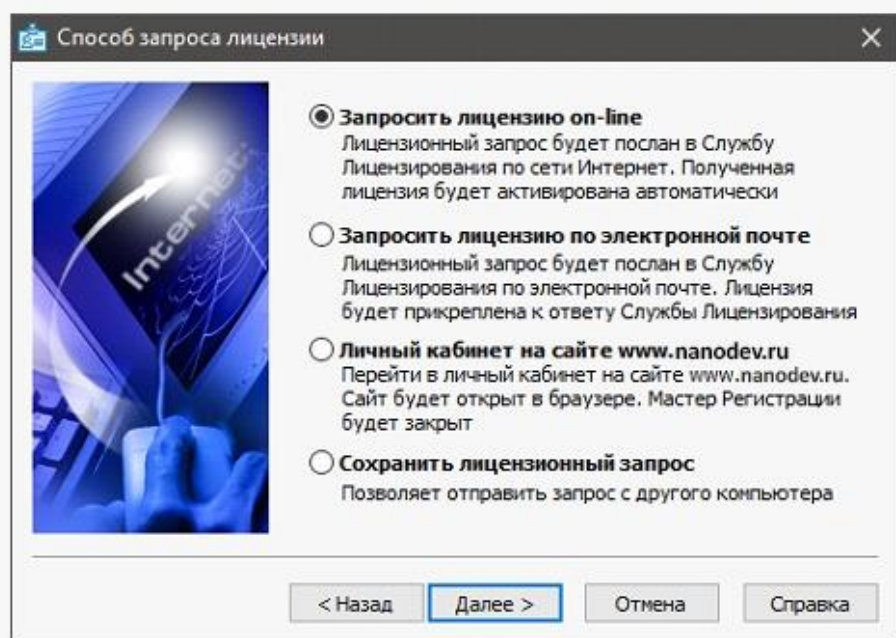 Способ запроса лицензии
Запросить лицензию on-line
Лицензионный запрос будет послан в Службу
Лицензирования по сети Интернет. Полученная
лицензия будет активирована автоматически
Запросить лицензию по электронной почте
Лицензионный запрос будет послан в Службу
Лицензирования по электронной почте. Лицензия
будет прикреплена к ответу Службы Лицензирования
Личный кабинет на сайте www.nanodev.ru
Перейти в личный кабинет на сайте www.nanodev.ru.
Сайт будет открыт в браузере. Мастер Регистрации
будет закрыт
Сохранить лицензионный запрос
Позволяет отправить запрос с другого компьютера
Internet
< Назад
Далее >
Отмена
Справка